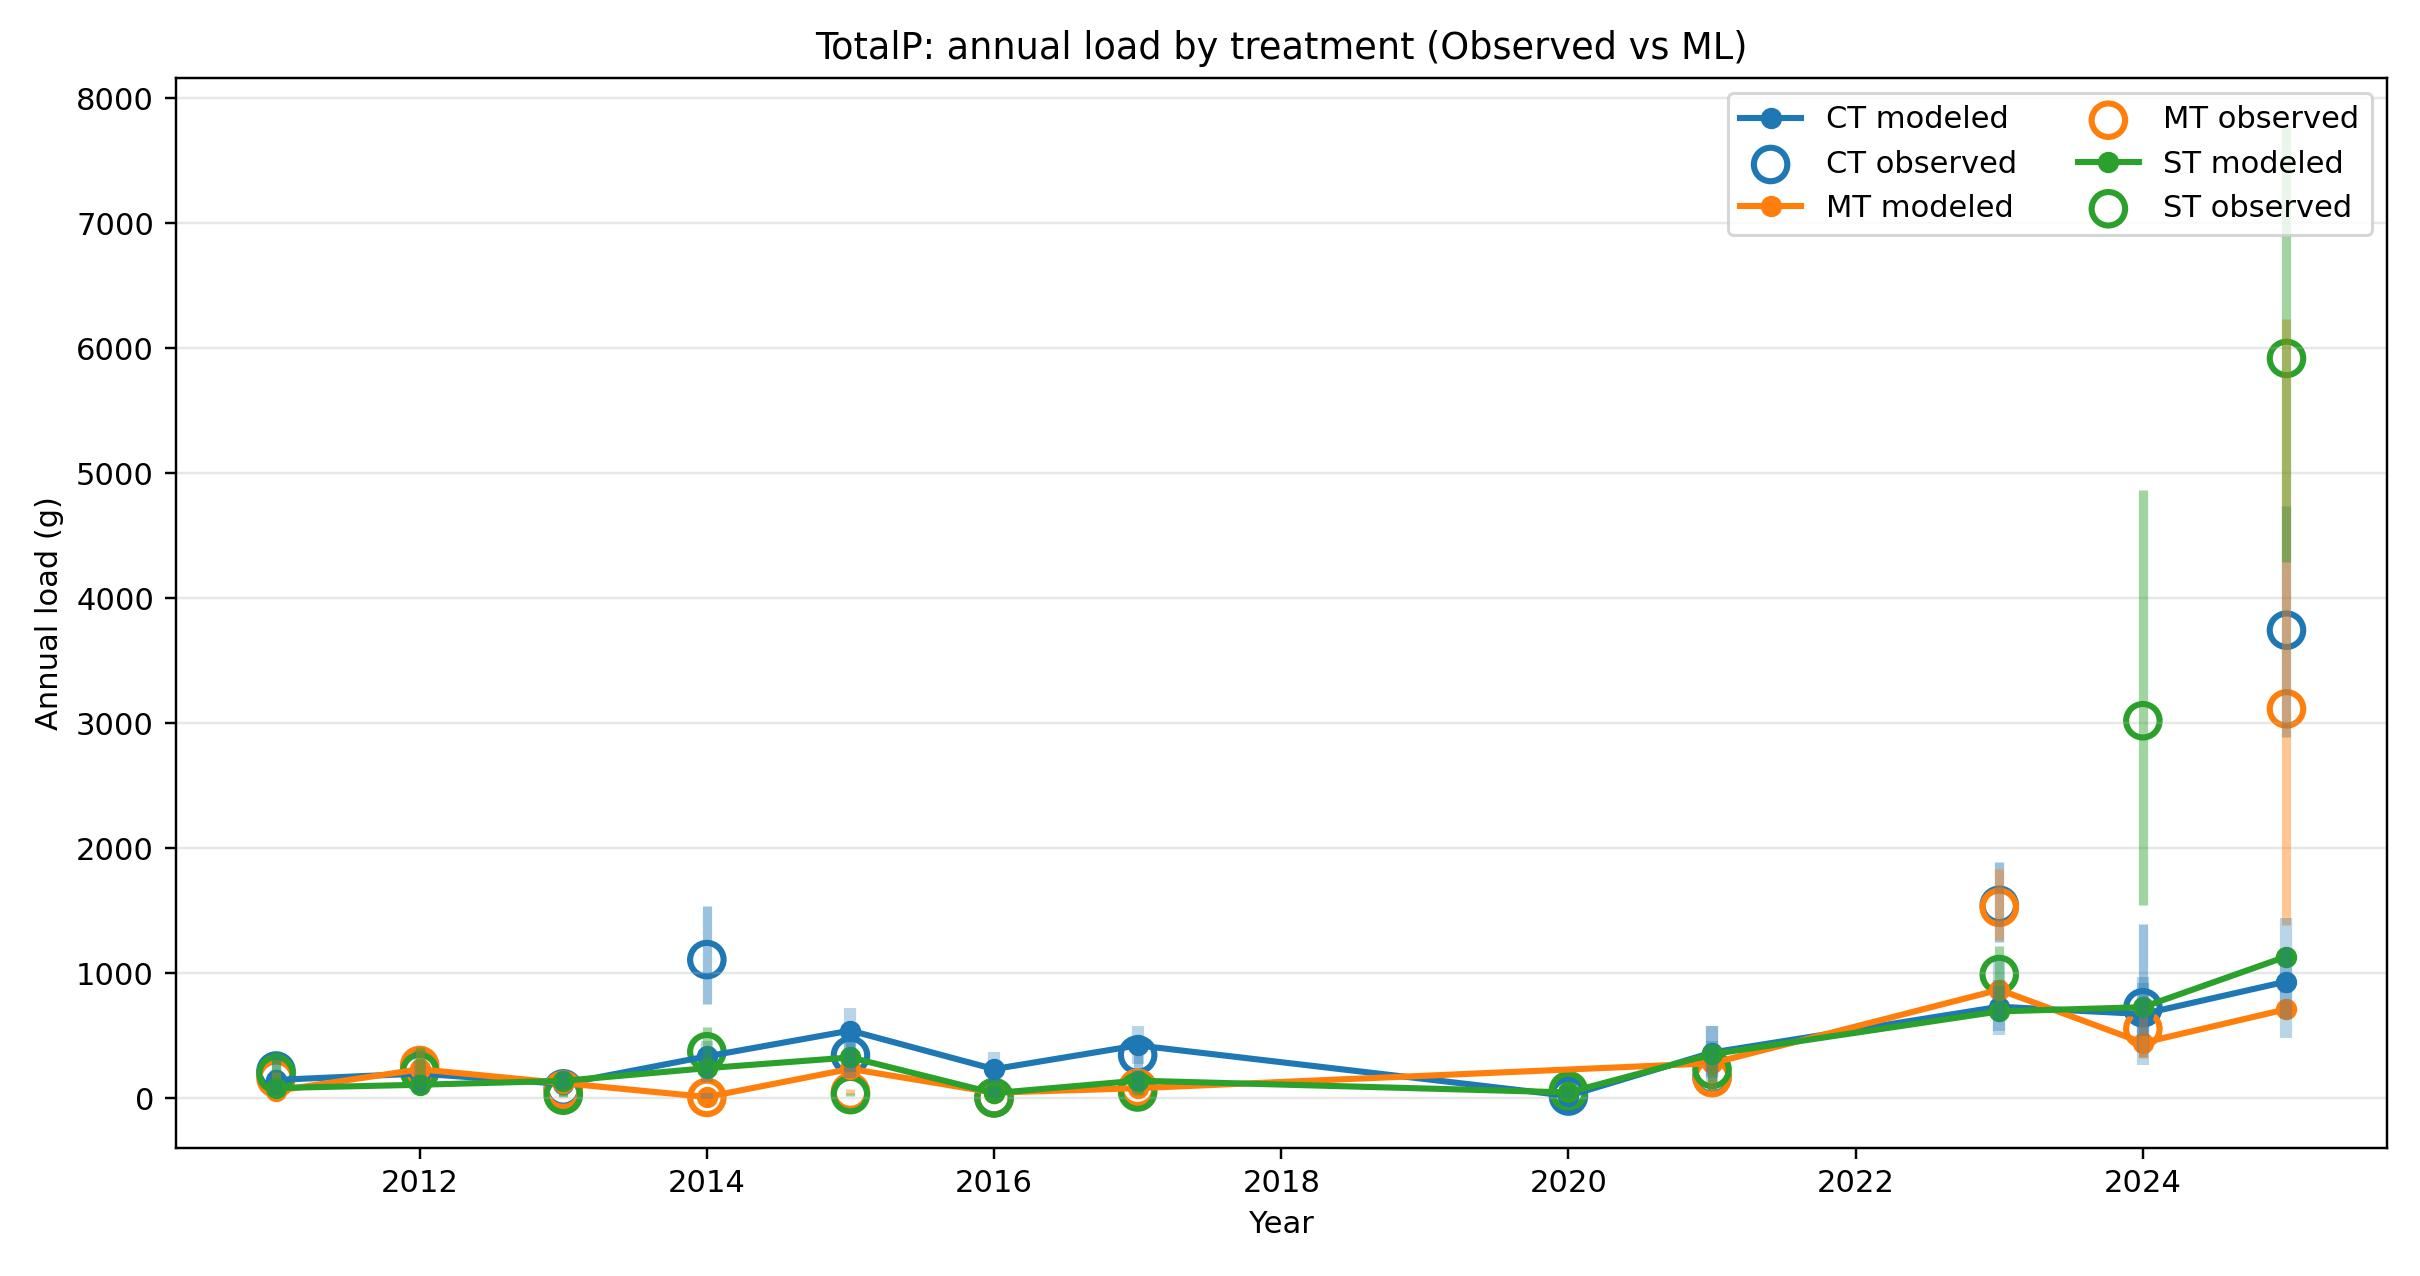 TotalP: annual load by treatment (Observed vs ML)
8000
7000
6000
5000
4000
3000
2000
1000
0
Annual load (g)
CT modeled
CT observed
MT modeled
MT observed
ST modeled
ST observed
2012
2014
2016
2018
2020
2022
2024
Year